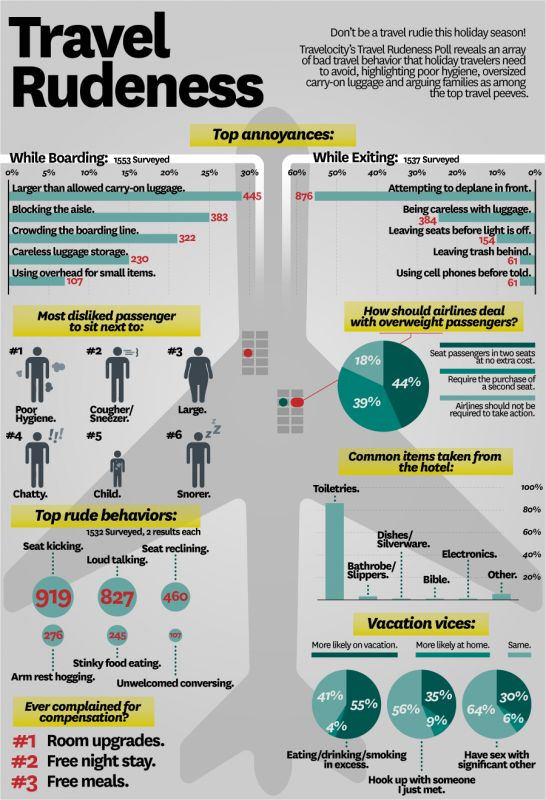 Travel
Rudeness
Don't be a travel rudie this holiday season!
Travelocity's Travel Rudeness Poll reveals an array
of bad travel behavior that holiday travelers need
to avoid, highlighting poor hygiene, oversized
carry-on luggage and arguing families as among
the top travel peeves.
Top annoyances:
While Boarding: 1553 Surveyed
0% 5% 10% 15% 20% 25% 30%
Larger than allowed carry-on luggage.
445
Blocking the aisle.
383
Crowding the boarding line.
322
Careless luggage storage.
230
Using overhead for small items.
107
While Exiting: 1537 Surveyed
60% 50% 40% 30% 20% 10% 0%
876
Attempting to deplane in front.
Being careless with luggage.
384
Leaving seats before light is off.
154
Leaving trash behind.
61
Using cell phones before told.
61
Most disliked passenger
to sit next to:
#1
Poor
Hygiene.
#2
Cougher/
Sneezer.
#3
Large.
#4
!!!
Chatty.
#5
Child.
#6
zZZ
Snorer.
How should airlines deal
with overweight passengers?
18%
44%
39%
Seat passengers in two seats
at no extra cost.
Require the purchase of
a second seat.
Airlines should not be
required to take action.
Top rude behaviors:
1532 Surveyed, 2 results each
Seat kicking.
919
Loud talking.
827
Seat reclining.
460
276
Arm rest hogging.
245
Stinky food eating.
107
Unwelcomed conversing.
Common items taken from
the hotel:
Toiletries.
Bathrobe/
Slippers.
Dishes/
Silverware.
Bible.
Electronics.
Other.
100%
80%
60%
40%
20%
Ever complained for
compensation?
#1 Room upgrades.
#2 Free night stay.
#3 Free meals.
Vacation vices:
More likely on vacation.
More likely at home.
Same.
41%
55%
4%
Eating/drinking/smoking
in excess.
35%
56%
9%
Hook up with someone
I just met.
30%
64%
6%
Have sex with
significant other